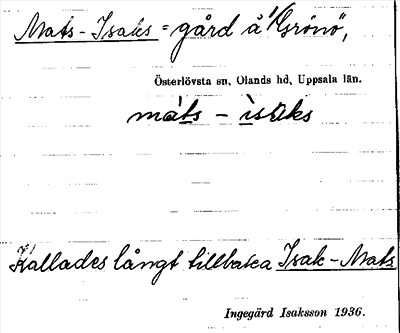 Mats-Isaks = gård å Grönö,
Österlövsta sn, Olands hd, Uppsala län.
måts - ìsaks
Kallades långt tillbaka Isak-Mats
Ingegärd Isaksson 1936.